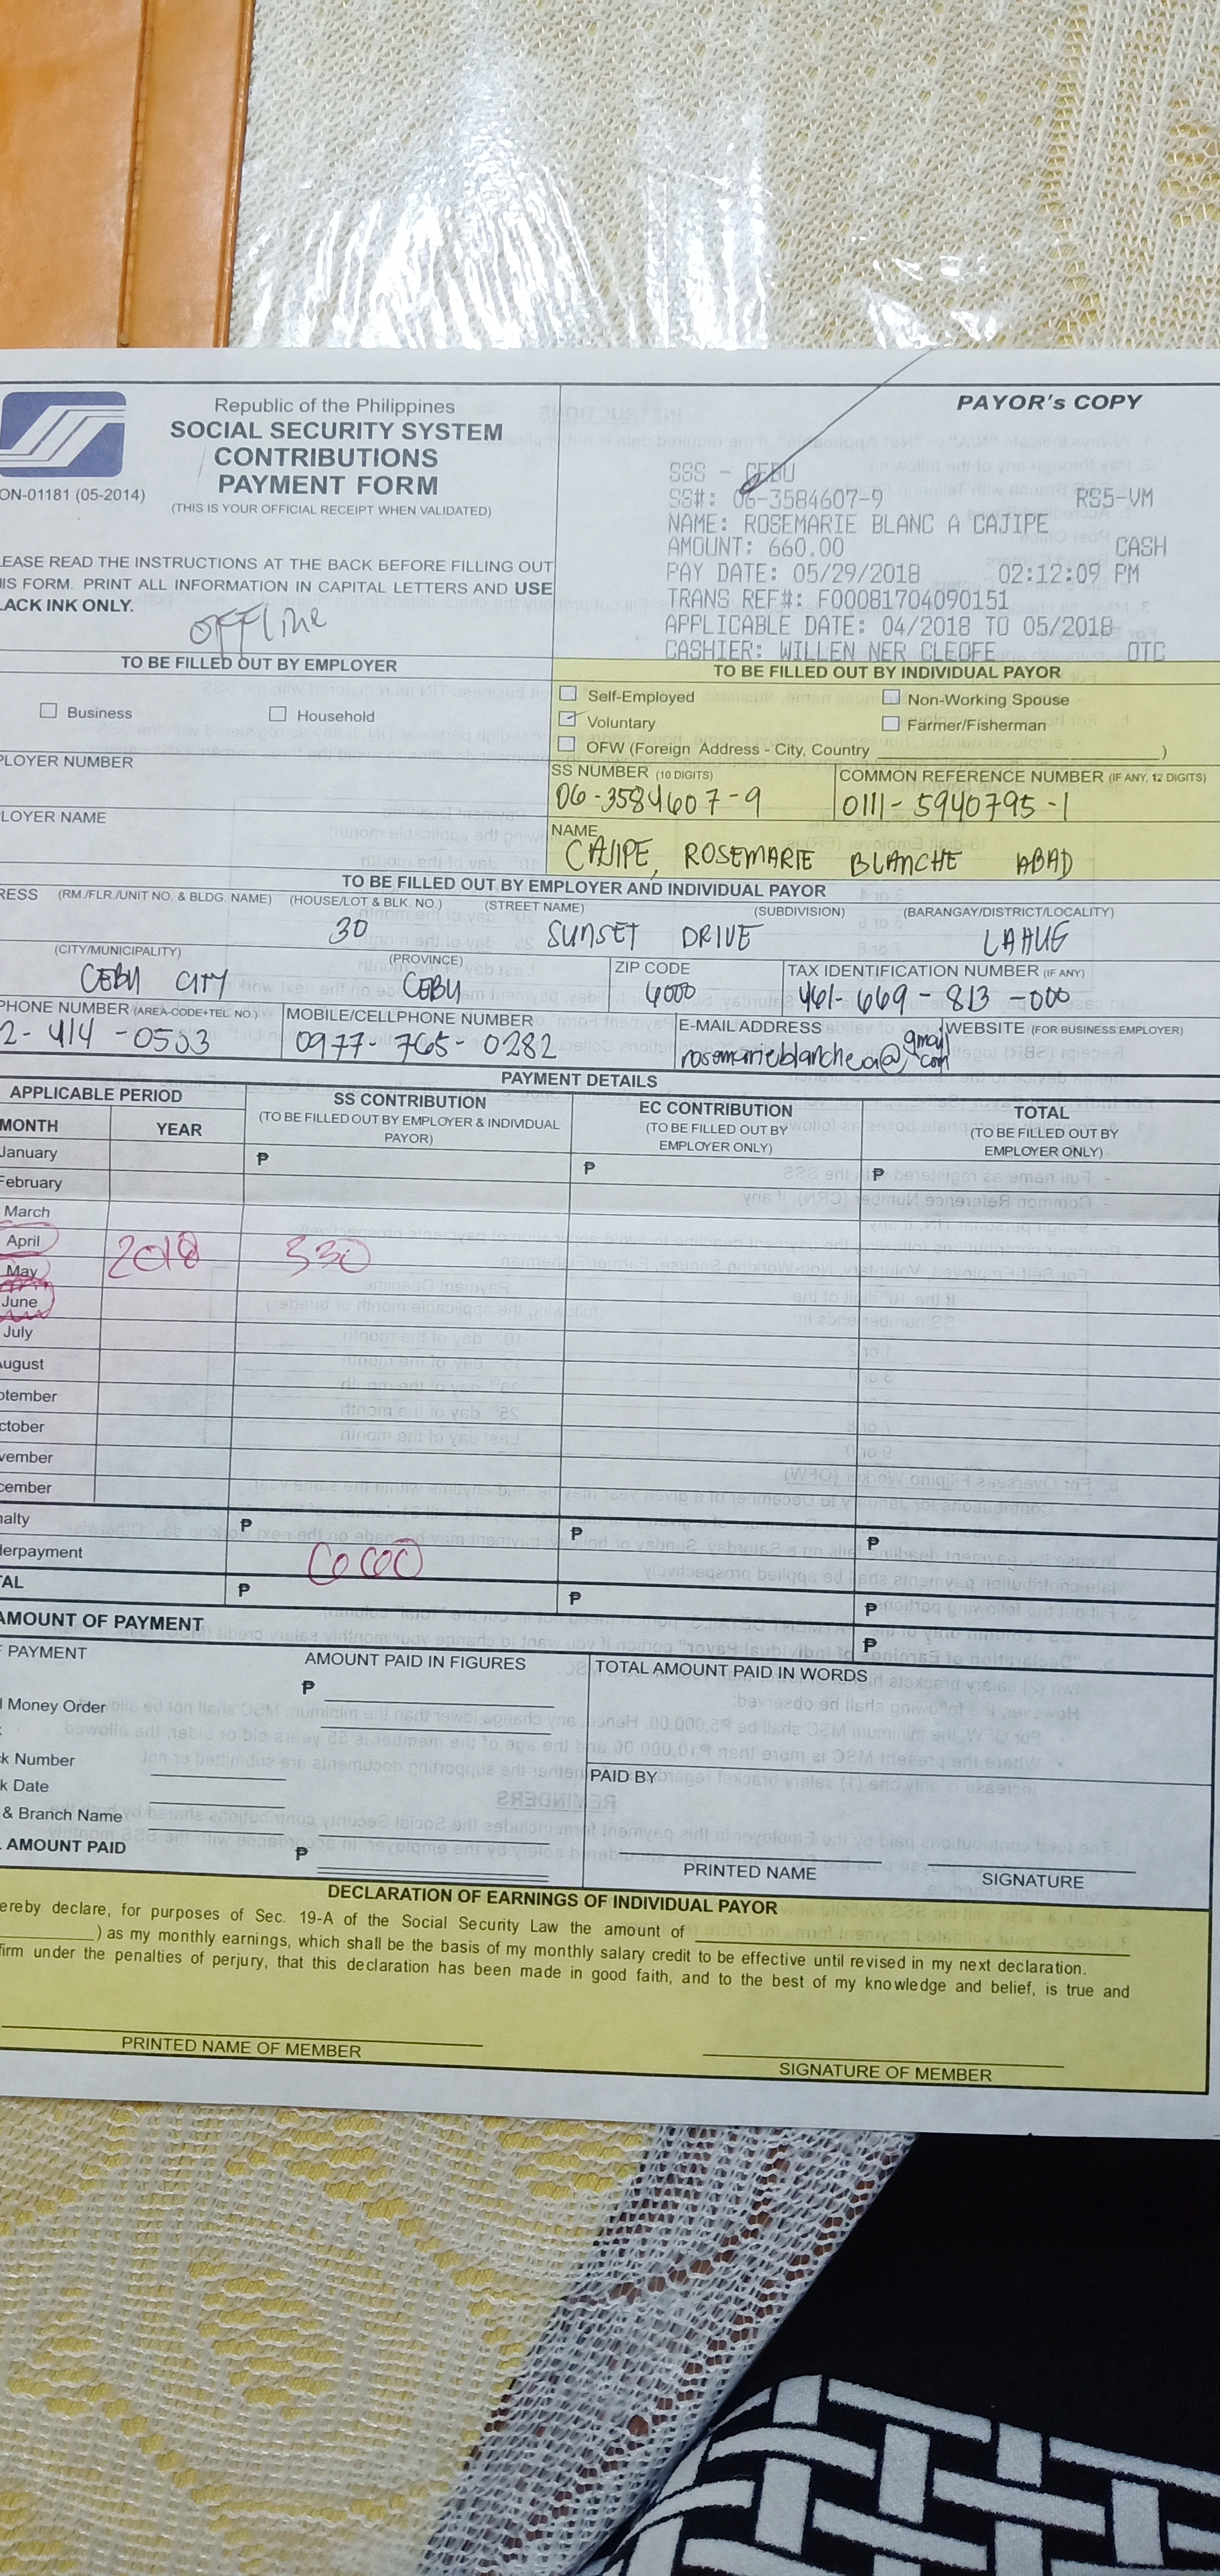 Republic of the Philippines
SOCIAL SECURITY SYSTEM
CONTRIBUTIONS
PAYMENT FORM
(THIS IS YOUR OFFICIAL RECEIPT WHEN VALIDATED)
ON-01181 (05-2014)
PAYOR's COPY
SSS - CEBU
SS#: 06-3584607-9 RS5-VM
NAME: ROSEMARIE BLANC A CAJIPE
AMOUNT: 660.00 CASH
PAY DATE: 05/29/2018 02:12:09 PM
TRANS REF#: F00081704090151
APPLICABLE DATE: 04/2018 TO 05/2018
CASHIER: WILLEN NER CLEOFE OTC
LEASE READ THE INSTRUCTIONS AT THE BACK BEFORE FILLING OUT
IS FORM. PRINT ALL INFORMATION IN CAPITAL LETTERS AND USE
LACK INK ONLY.
offline
TO BE FILLED OUT BY EMPLOYER
Business Household
LOYER NUMBER
LOYER NAME
TO BE FILLED OUT BY INDIVIDUAL PAYOR
Self-Employed Non-Working Spouse
Voluntary Farmer/Fisherman
OFW (Foreign Address - City, Country )
SS NUMBER (10 DIGITS) COMMON REFERENCE NUMBER (IF ANY, 12 DIGITS)
06-3584607-9 0111-5940795-1
NAME
CAJIPE, ROSEMARIE BLANCHE ABAD
TO BE FILLED OUT BY EMPLOYER AND INDIVIDUAL PAYOR
RESS (RM./FLR./UNIT NO. & BLDG. NAME) (HOUSE/LOT & BLK. NO.) (STREET NAME) (SUBDIVISION) (BARANGAY/DISTRICT/LOCALITY)
30 SUNSET DRIVE LAHUG
(CITY/MUNICIPALITY) (PROVINCE) ZIP CODE TAX IDENTIFICATION NUMBER (IF ANY)
CEBU CITY CEBU 6000 461-669-813-000
PHONE NUMBER (AREA-CODE+TEL. NO.) MOBILE/CELLPHONE NUMBER E-MAIL ADDRESS WEBSITE (FOR BUSINESS EMPLOYER)
2-414-0533 0977-765-0282 rosemarieblanchea@gmail.com
PAYMENT DETAILS
APPLICABLE PERIOD SS CONTRIBUTION EC CONTRIBUTION TOTAL
(TO BE FILLED OUT BY EMPLOYER & INDIVIDUAL PAYOR) (TO BE FILLED OUT BY EMPLOYER ONLY) (TO BE FILLED OUT BY EMPLOYER ONLY)
MONTH YEAR
January ₱ ₱ ₱
February
March
April 2018 330
May
June
July
ugust
ptember
ctober
vember
cember
nalty ₱ ₱ ₱
derpayment
TAL ₱ ₱ ₱
AMOUNT OF PAYMENT ₱
PAYMENT AMOUNT PAID IN FIGURES TOTAL AMOUNT PAID IN WORDS
₱
l Money Order
k Number
k Date PAID BY
& Branch Name
AMOUNT PAID ₱
PRINTED NAME SIGNATURE
DECLARATION OF EARNINGS OF INDIVIDUAL PAYOR
ereby declare, for purposes of Sec. 19-A of the Social Security Law the amount of
) as my monthly earnings, which shall be the basis of my monthly salary credit to be effective until revised in my next declaration.
firm under the penalties of perjury, that this declaration has been made in good faith, and to the best of my knowledge and belief, is true and
PRINTED NAME OF MEMBER SIGNATURE OF MEMBER